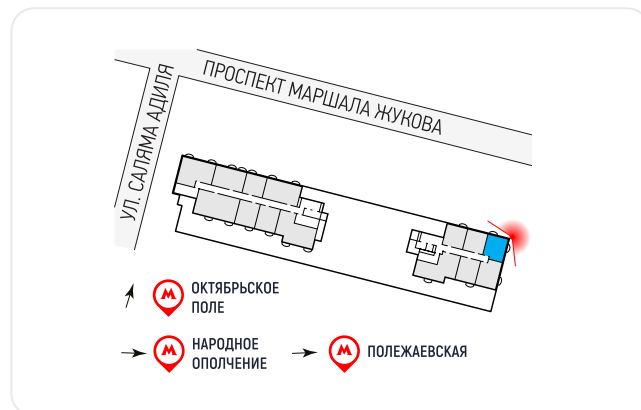 ПРОСПЕКТ МАРШАЛА ЖУКОВА
УЛ. САЛЯМА АДИЛЯ
ОКТЯБРЬСКОЕ
ПОЛЕ
НАРОДНОЕ
ОПОЛЧЕНИЕ
ПОЛЕЖАЕВСКАЯ